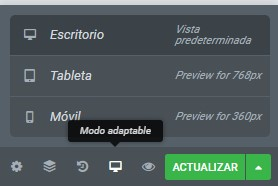 Escritorio
Vista
predeterminada
Tableta
Preview for 768px
Móvil
Preview for 360px
Modo adaptable
ACTUALIZAR